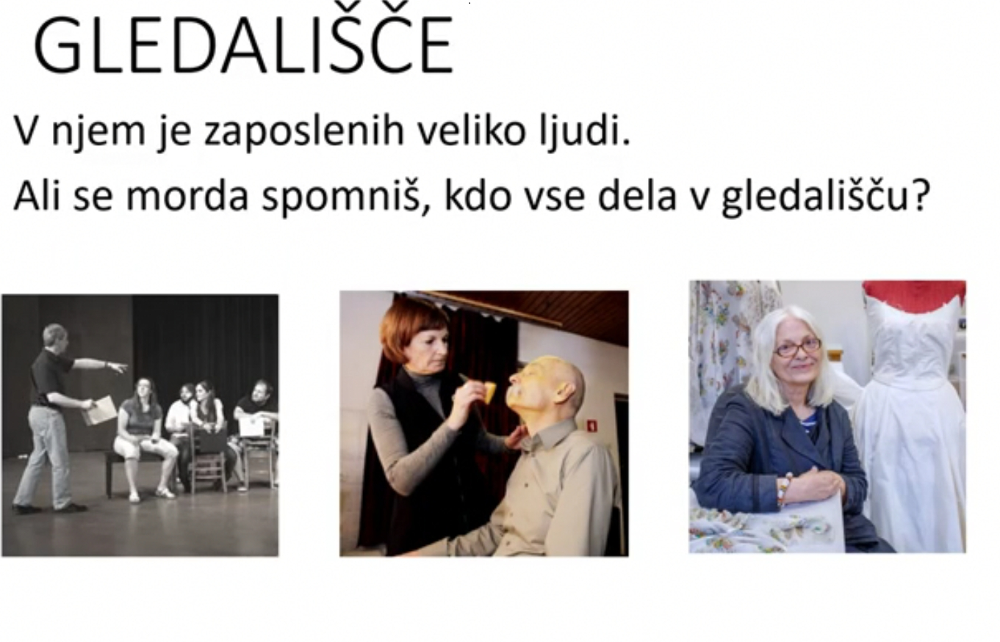 GLEDALIŠČE
V njem je zaposlenih veliko ljudi.
Ali se morda spomniš, kdo vse dela v gledališču?